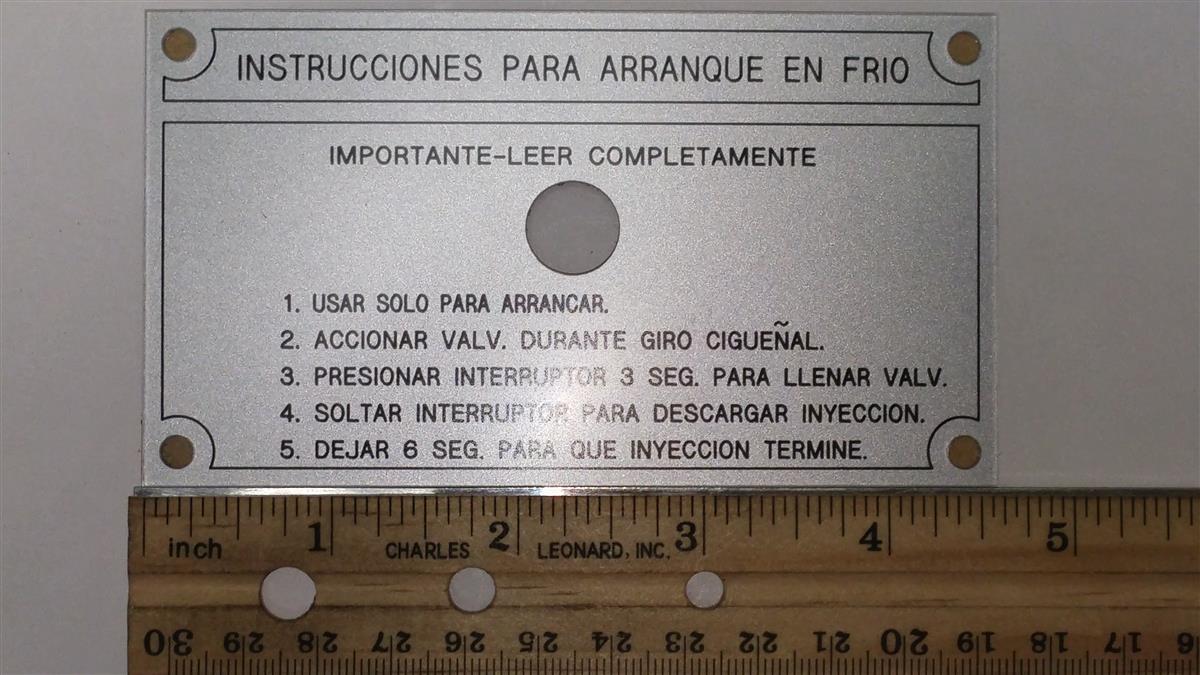 INSTRUCCIONES PARA ARRANQUE EN FRIO
IMPORTANTE-LEER COMPLETAMENTE
1. USAR SOLO PARA ARRANCAR.
2. ACCIONAR VALV. DURANTE GIRO CIGUEÑAL.
3. PRESIONAR INTERRUPTOR 3 SEG. PARA LLENAR VALV.
4. SOLTAR INTERRUPTOR PARA DESCARGAR INYECCION.
5. DEJAR 6 SEG. PARA QUE INYECCION TERMINE.
1 2 3 4 5
inch CHARLES LEONARD, INC.
30 29 28 27 26 25 24 23 22 21 20 19 18 17